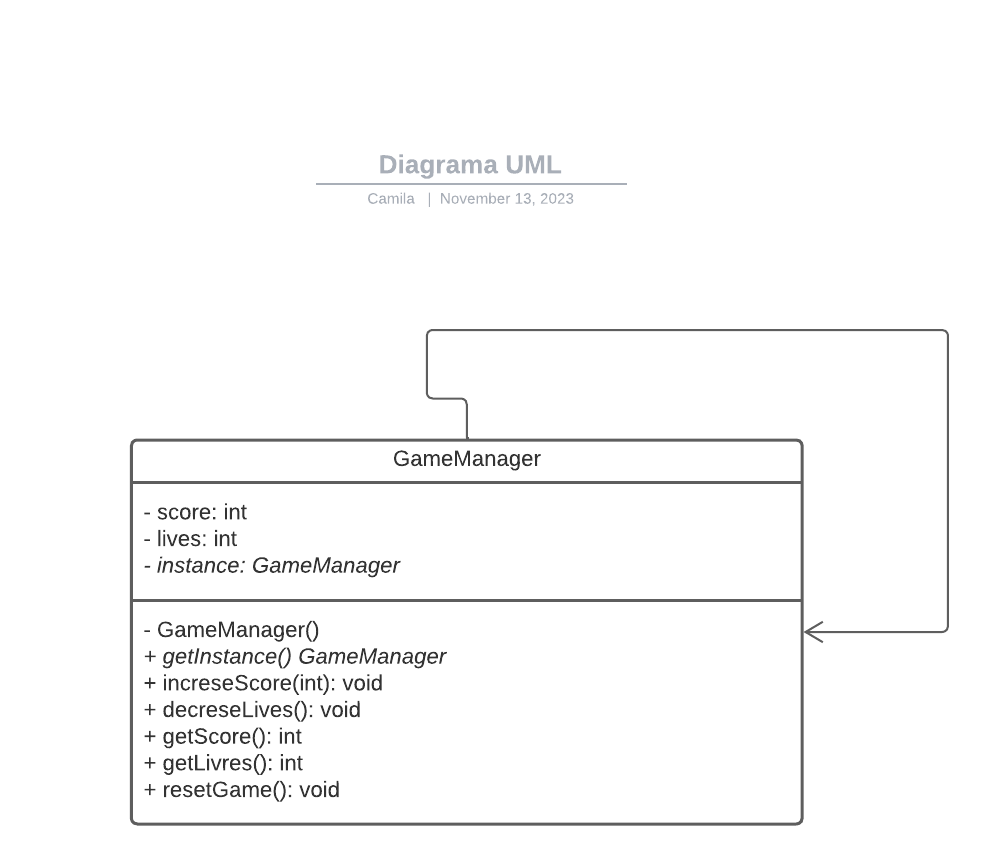 Diagrama UML
Camila | November 13, 2023
GameManager
- score: int
- lives: int
- instance: GameManager
- GameManager()
+ getInstance() GameManager
+ increseScore(int): void
+ decreseLives(): void
+ getScore(): int
+ getLivres(): int
+ resetGame(): void